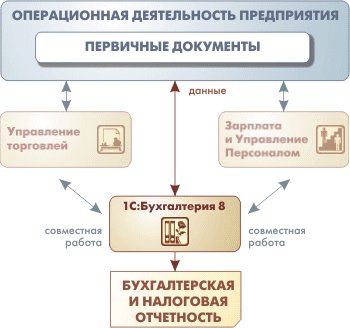 ОПЕРАЦИОННАЯ ДЕЯТЕЛЬНОСТЬ ПРЕДПРИЯТИЯ
ПЕРВИЧНЫЕ ДОКУМЕНТЫ
данные
Управление
торговлей
Зарплата
и Управление
Персоналом
1С:Бухгалтерия 8
совместная
работа
совместная
работа
БУХГАЛТЕРСКАЯ
И НАЛОГОВАЯ
ОТЧЕТНОСТЬ